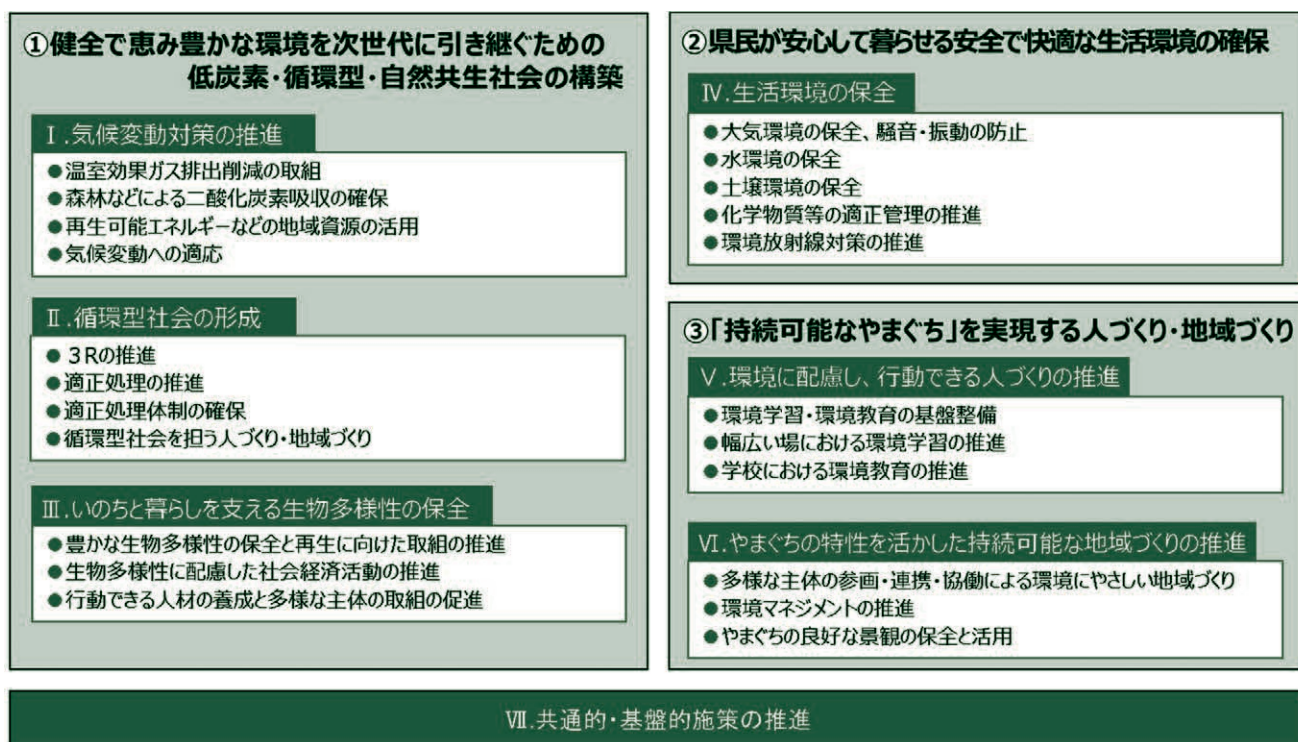 ①健全で恵み豊かな環境を次世代に引き継ぐための
低炭素・循環型・自然共生社会の構築
Ⅰ.気候変動対策の推進
●温室効果ガス排出削減の取組
●森林などによる二酸化炭素吸収の確保
●再生可能エネルギーなどの地域資源の活用
●気候変動への適応
Ⅱ.循環型社会の形成
●３Rの推進
●適正処理の推進
●適正処理体制の確保
●循環型社会を担う人づくり・地域づくり
Ⅲ.いのちと暮らしを支える生物多様性の保全
●豊かな生物多様性の保全と再生に向けた取組の推進
●生物多様性に配慮した社会経済活動の推進
●行動できる人材の養成と多様な主体の取組の促進
②県民が安心して暮らせる安全で快適な生活環境の確保
Ⅳ.生活環境の保全
●大気環境の保全、騒音・振動の防止
●水環境の保全
●土壌環境の保全
●化学物質等の適正管理の推進
●環境放射線対策の推進
③「持続可能なやまぐち」を実現する人づくり・地域づくり
Ⅴ.環境に配慮し、行動できる人づくりの推進
●環境学習・環境教育の基盤整備
●幅広い場における環境学習の推進
●学校における環境教育の推進
Ⅵ.やまぐちの特性を活かした持続可能な地域づくりの推進
●多様な主体の参画・連携・協働による環境にやさしい地域づくり
●環境マネジメントの推進
●やまぐちの良好な景観の保全と活用
Ⅶ.共通的・基盤的施策の推進